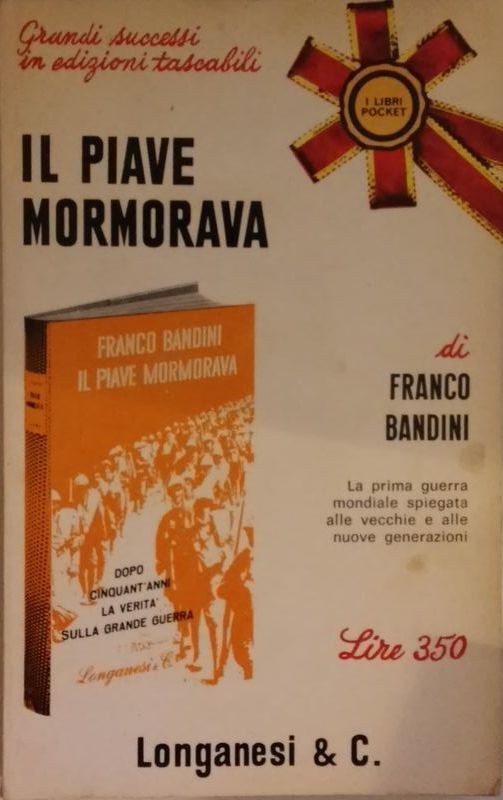 Grandi successi
in edizioni tascabili
I LIBRI
POCKET
IL PIAVE
MORMORAVA
FRANCO BANDINI
IL PIAVE MORMORAVA
DOPO
CINQUANT'ANNI
LA VERITA'
SULLA GRANDE GUERRA
Longanesi & C.
di
FRANCO
BANDINI
La prima guerra
mondiale spiegata
alle vecchie e alle
nuove generazioni
Lire 350
Longanesi & C.